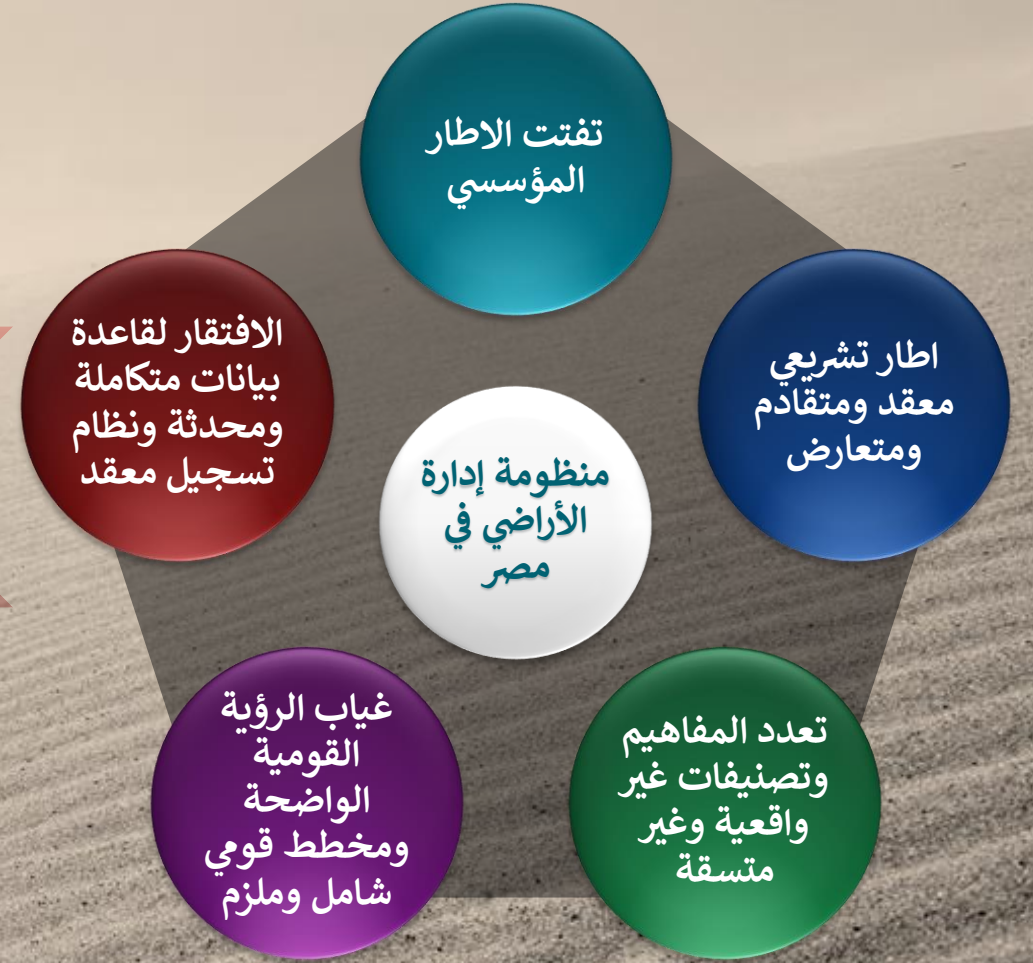 تفتت الاطار
المؤسسي
اطار تشريعي
معقد ومتقادم
ومتعارض
تعدد المفاهيم
وتصنيفات غير
واقعية وغير
متسقة
غياب الرؤية
القومية
الواضحة
ومخطط قومي
شامل وملزم
الافتقار لقاعدة
بيانات متكاملة
ومحدثة ونظام
تسجيل معقد
منظومة إدارة
الأراضي في
مصر